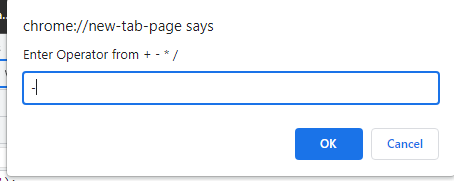 chrome://new-tab-page says
Enter Operator from + - * /
-
OK Cancel